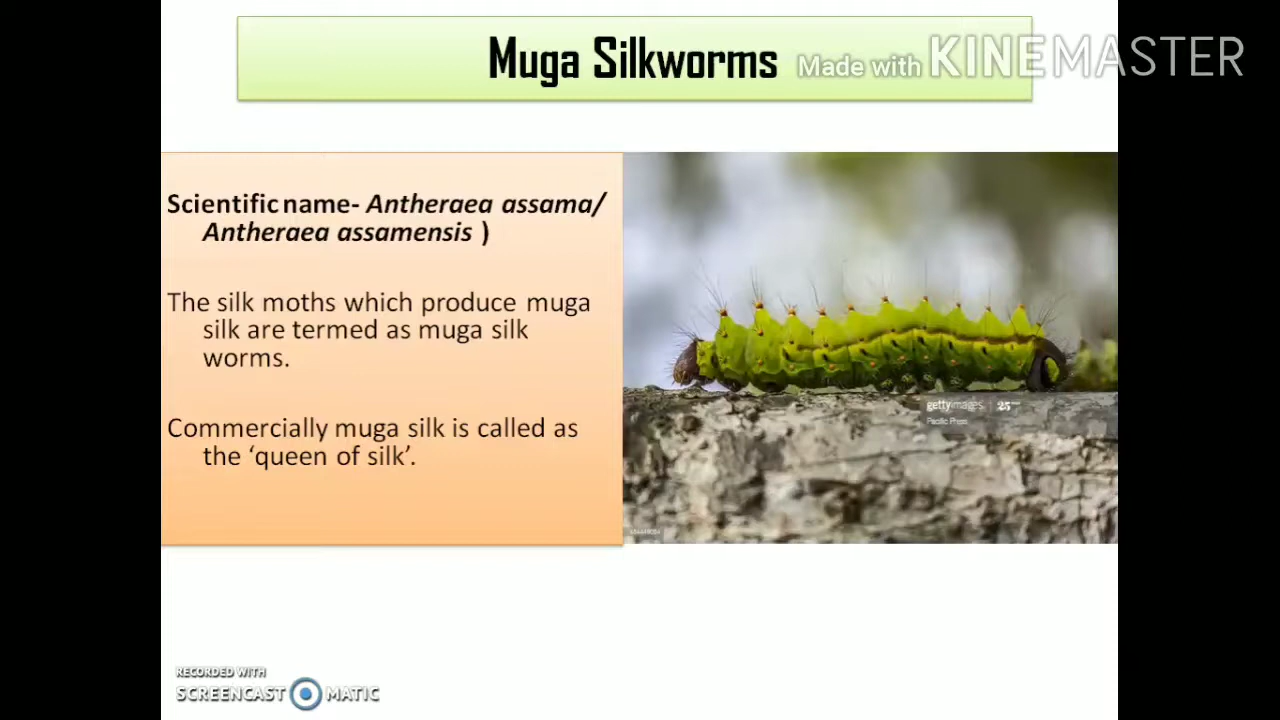 Muga Silkworms
Made with KINEMASTER
Scientific name- Antheraea assama/
Antheraea assamensis )
The silk moths which produce muga
silk are termed as muga silk
worms.
Commercially muga silk is called as
the ‘queen of silk’.
gettyimages
Pacific Press
RECORDED WITH
SCREENCAST MATIC